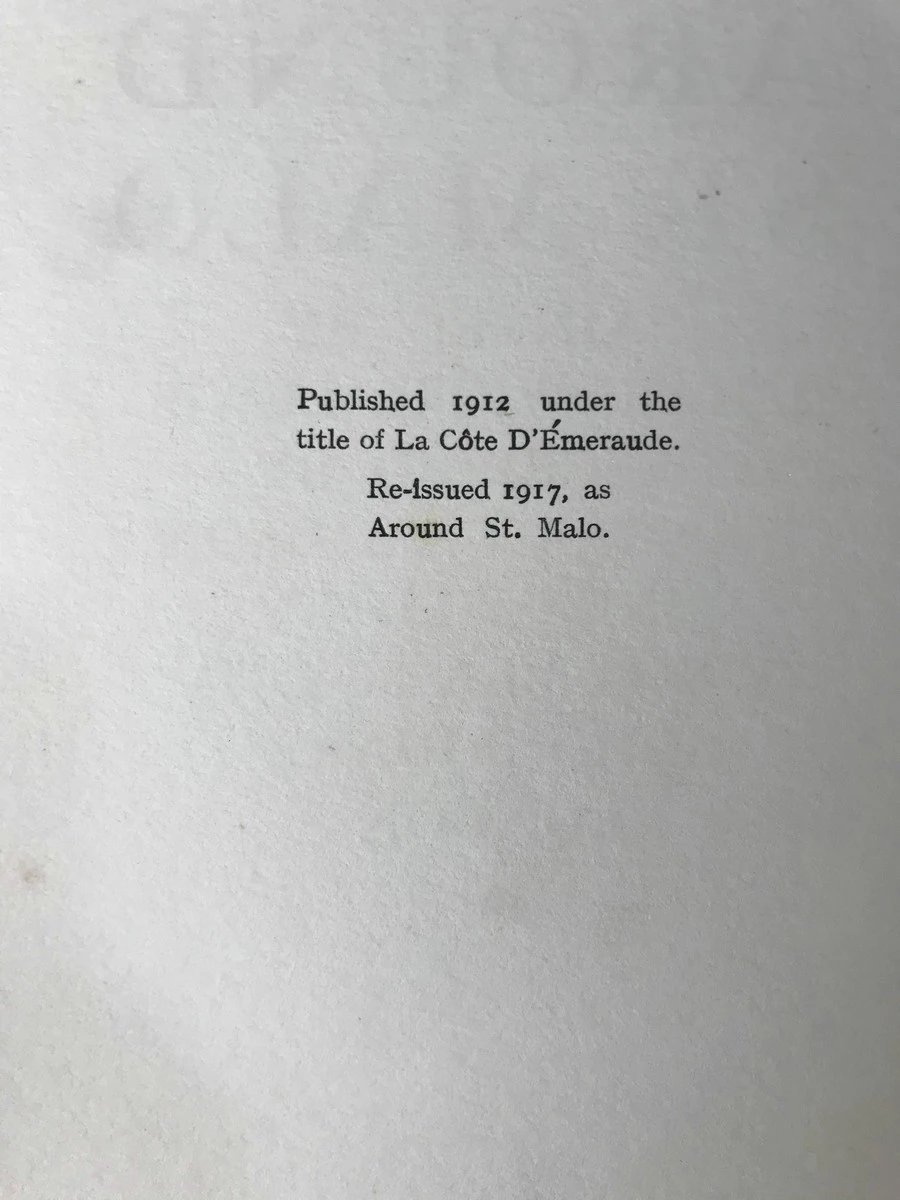 Published 1912 under the
title of La Côte D'Émeraude.
Re-issued 1917, as
Around St. Malo.